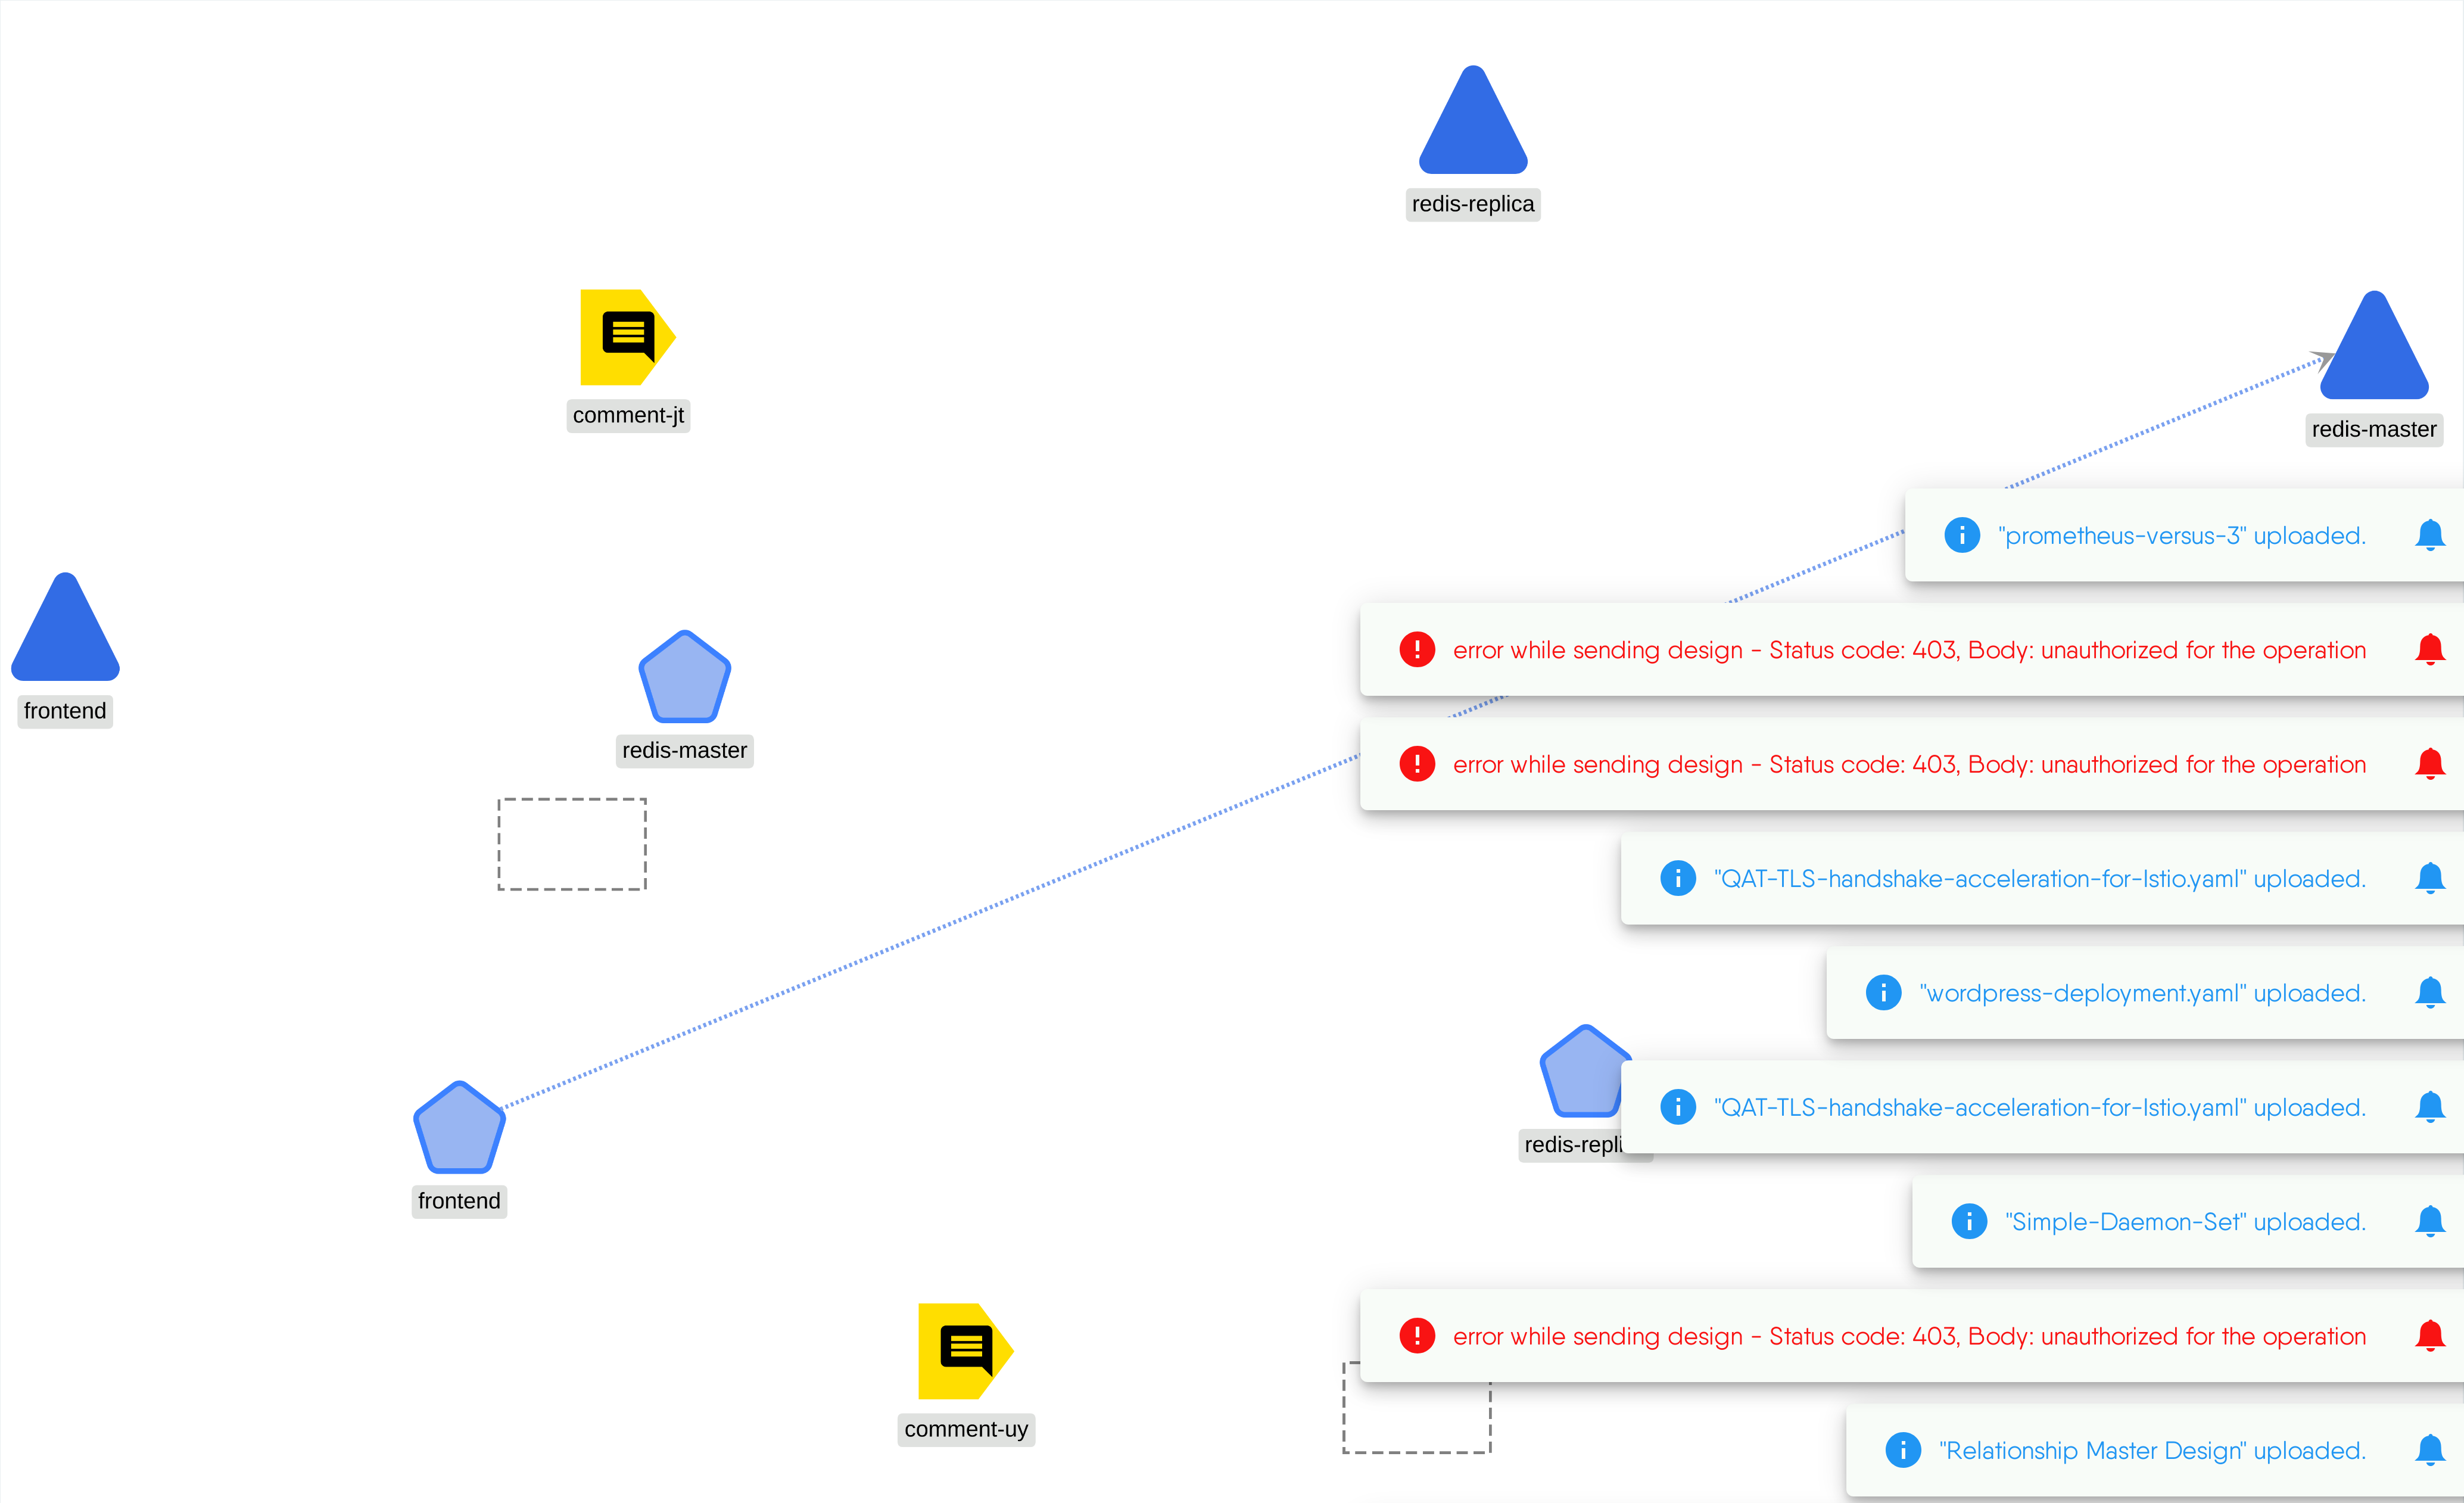 redis-replica
comment-jt
redis-master
"prometheus-versus-3" uploaded.
error while sending design - Status code: 403, Body: unauthorized for the operation
frontend
redis-master
error while sending design - Status code: 403, Body: unauthorized for the operation
"QAT-TLS-handshake-acceleration-for-Istio.yaml" uploaded.
"wordpress-deployment.yaml" uploaded.
"QAT-TLS-handshake-acceleration-for-Istio.yaml" uploaded.
frontend
"Simple-Daemon-Set" uploaded.
error while sending design - Status code: 403, Body: unauthorized for the operation
comment-uy
"Relationship Master Design" uploaded.